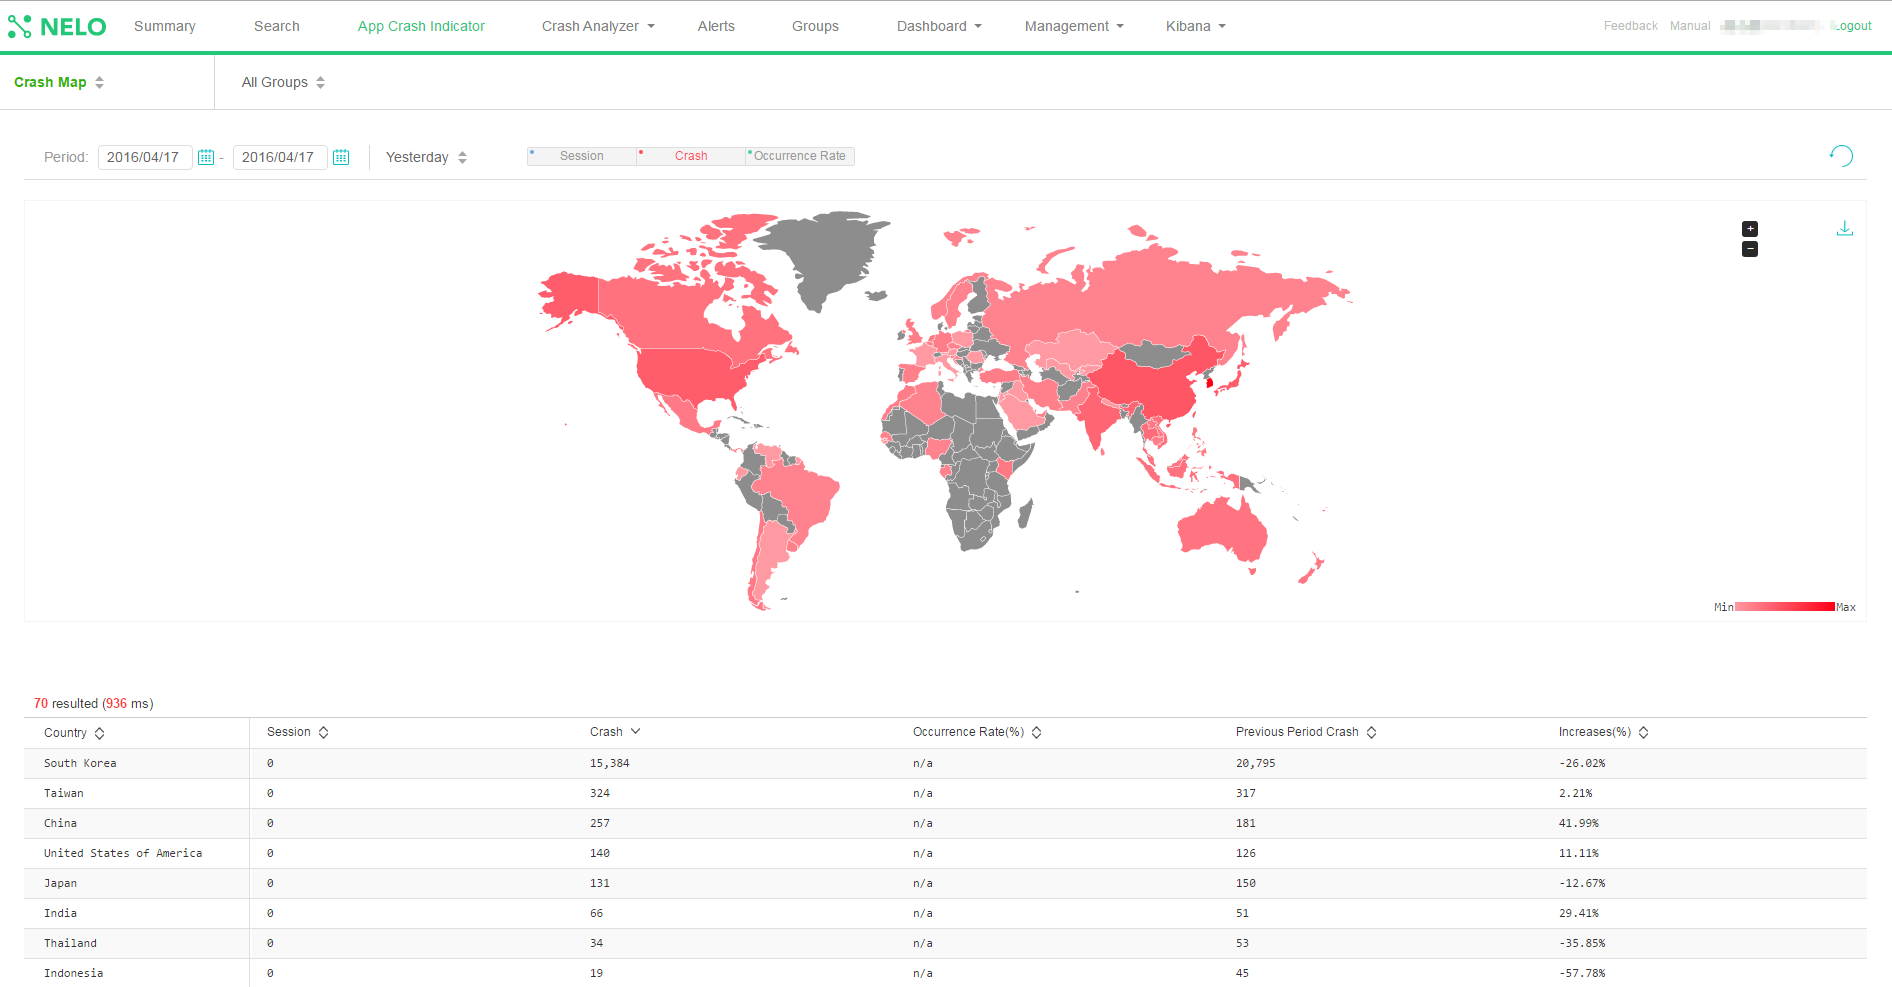 NELO Summary Search App Crash Indicator Crash Analyzer Alerts Groups Dashboard Management Kibana Feedback Manual Logout
Crash Map All Groups
Period: 2016/04/17 - 2016/04/17 Yesterday Session Crash Occurrence Rate
+
−
Min Max
70 resulted (936 ms)
Country Session Crash Occurrence Rate(%) Previous Period Crash Increases(%)
South Korea 0 15,384 n/a 20,795 -26.02%
Taiwan 0 324 n/a 317 2.21%
China 0 257 n/a 181 41.99%
United States of America 0 140 n/a 126 11.11%
Japan 0 131 n/a 150 -12.67%
India 0 66 n/a 51 29.41%
Thailand 0 34 n/a 53 -35.85%
Indonesia 0 19 n/a 45 -57.78%